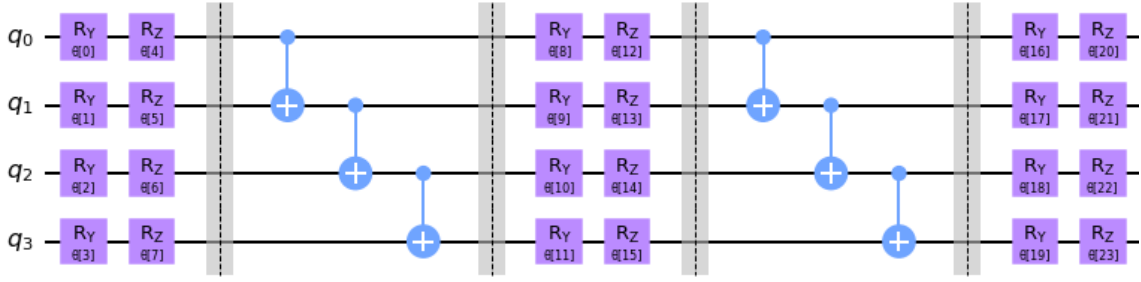 q0 RY RZ RY RZ RY RZ
θ[0] θ[4] θ[8] θ[12] θ[16] θ[20]
q1 RY RZ RY RZ RY RZ
θ[1] θ[5] θ[9] θ[13] θ[17] θ[21]
q2 RY RZ RY RZ RY RZ
θ[2] θ[6] θ[10] θ[14] θ[18] θ[22]
q3 RY RZ RY RZ RY RZ
θ[3] θ[7] θ[11] θ[15] θ[19] θ[23]